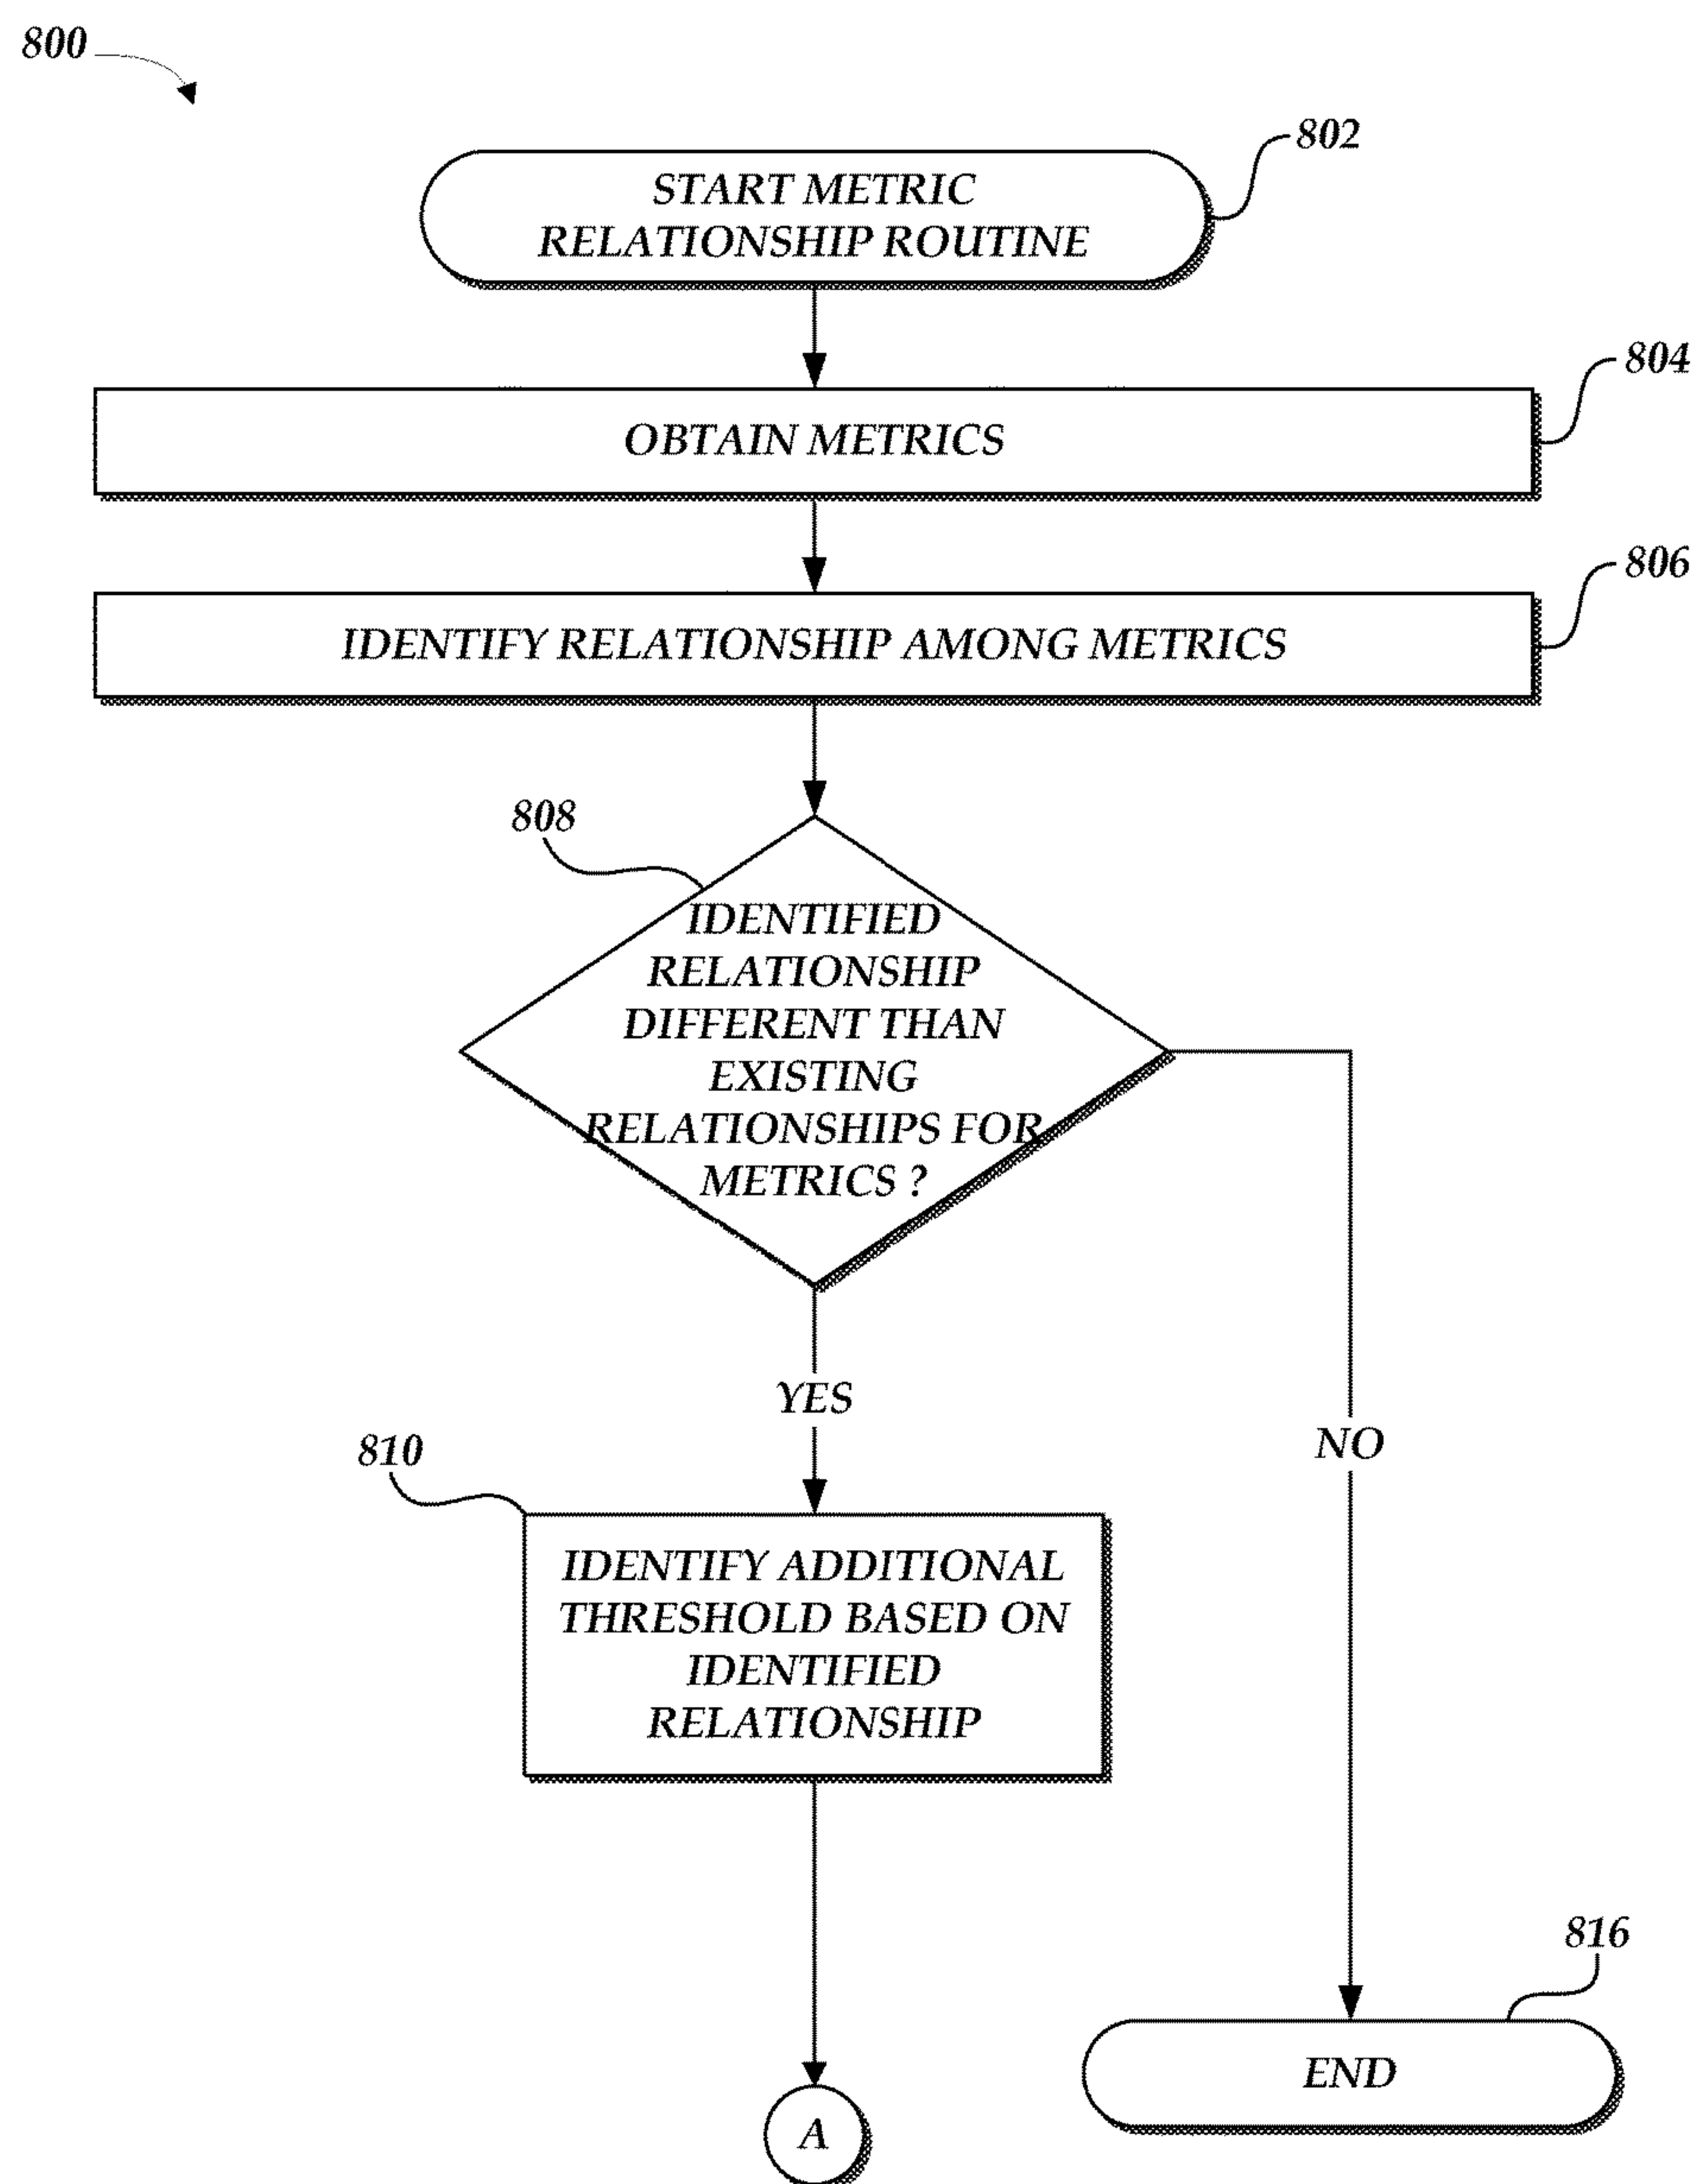 800
802
START METRIC
RELATIONSHIP ROUTINE
804
OBTAIN METRICS
806
IDENTIFY RELATIONSHIP AMONG METRICS
808
IDENTIFIED
RELATIONSHIP
DIFFERENT THAN
EXISTING
RELATIONSHIPS FOR
METRICS ?
YES
NO
810
IDENTIFY ADDITIONAL
THRESHOLD BASED ON
IDENTIFIED
RELATIONSHIP
816
END
A